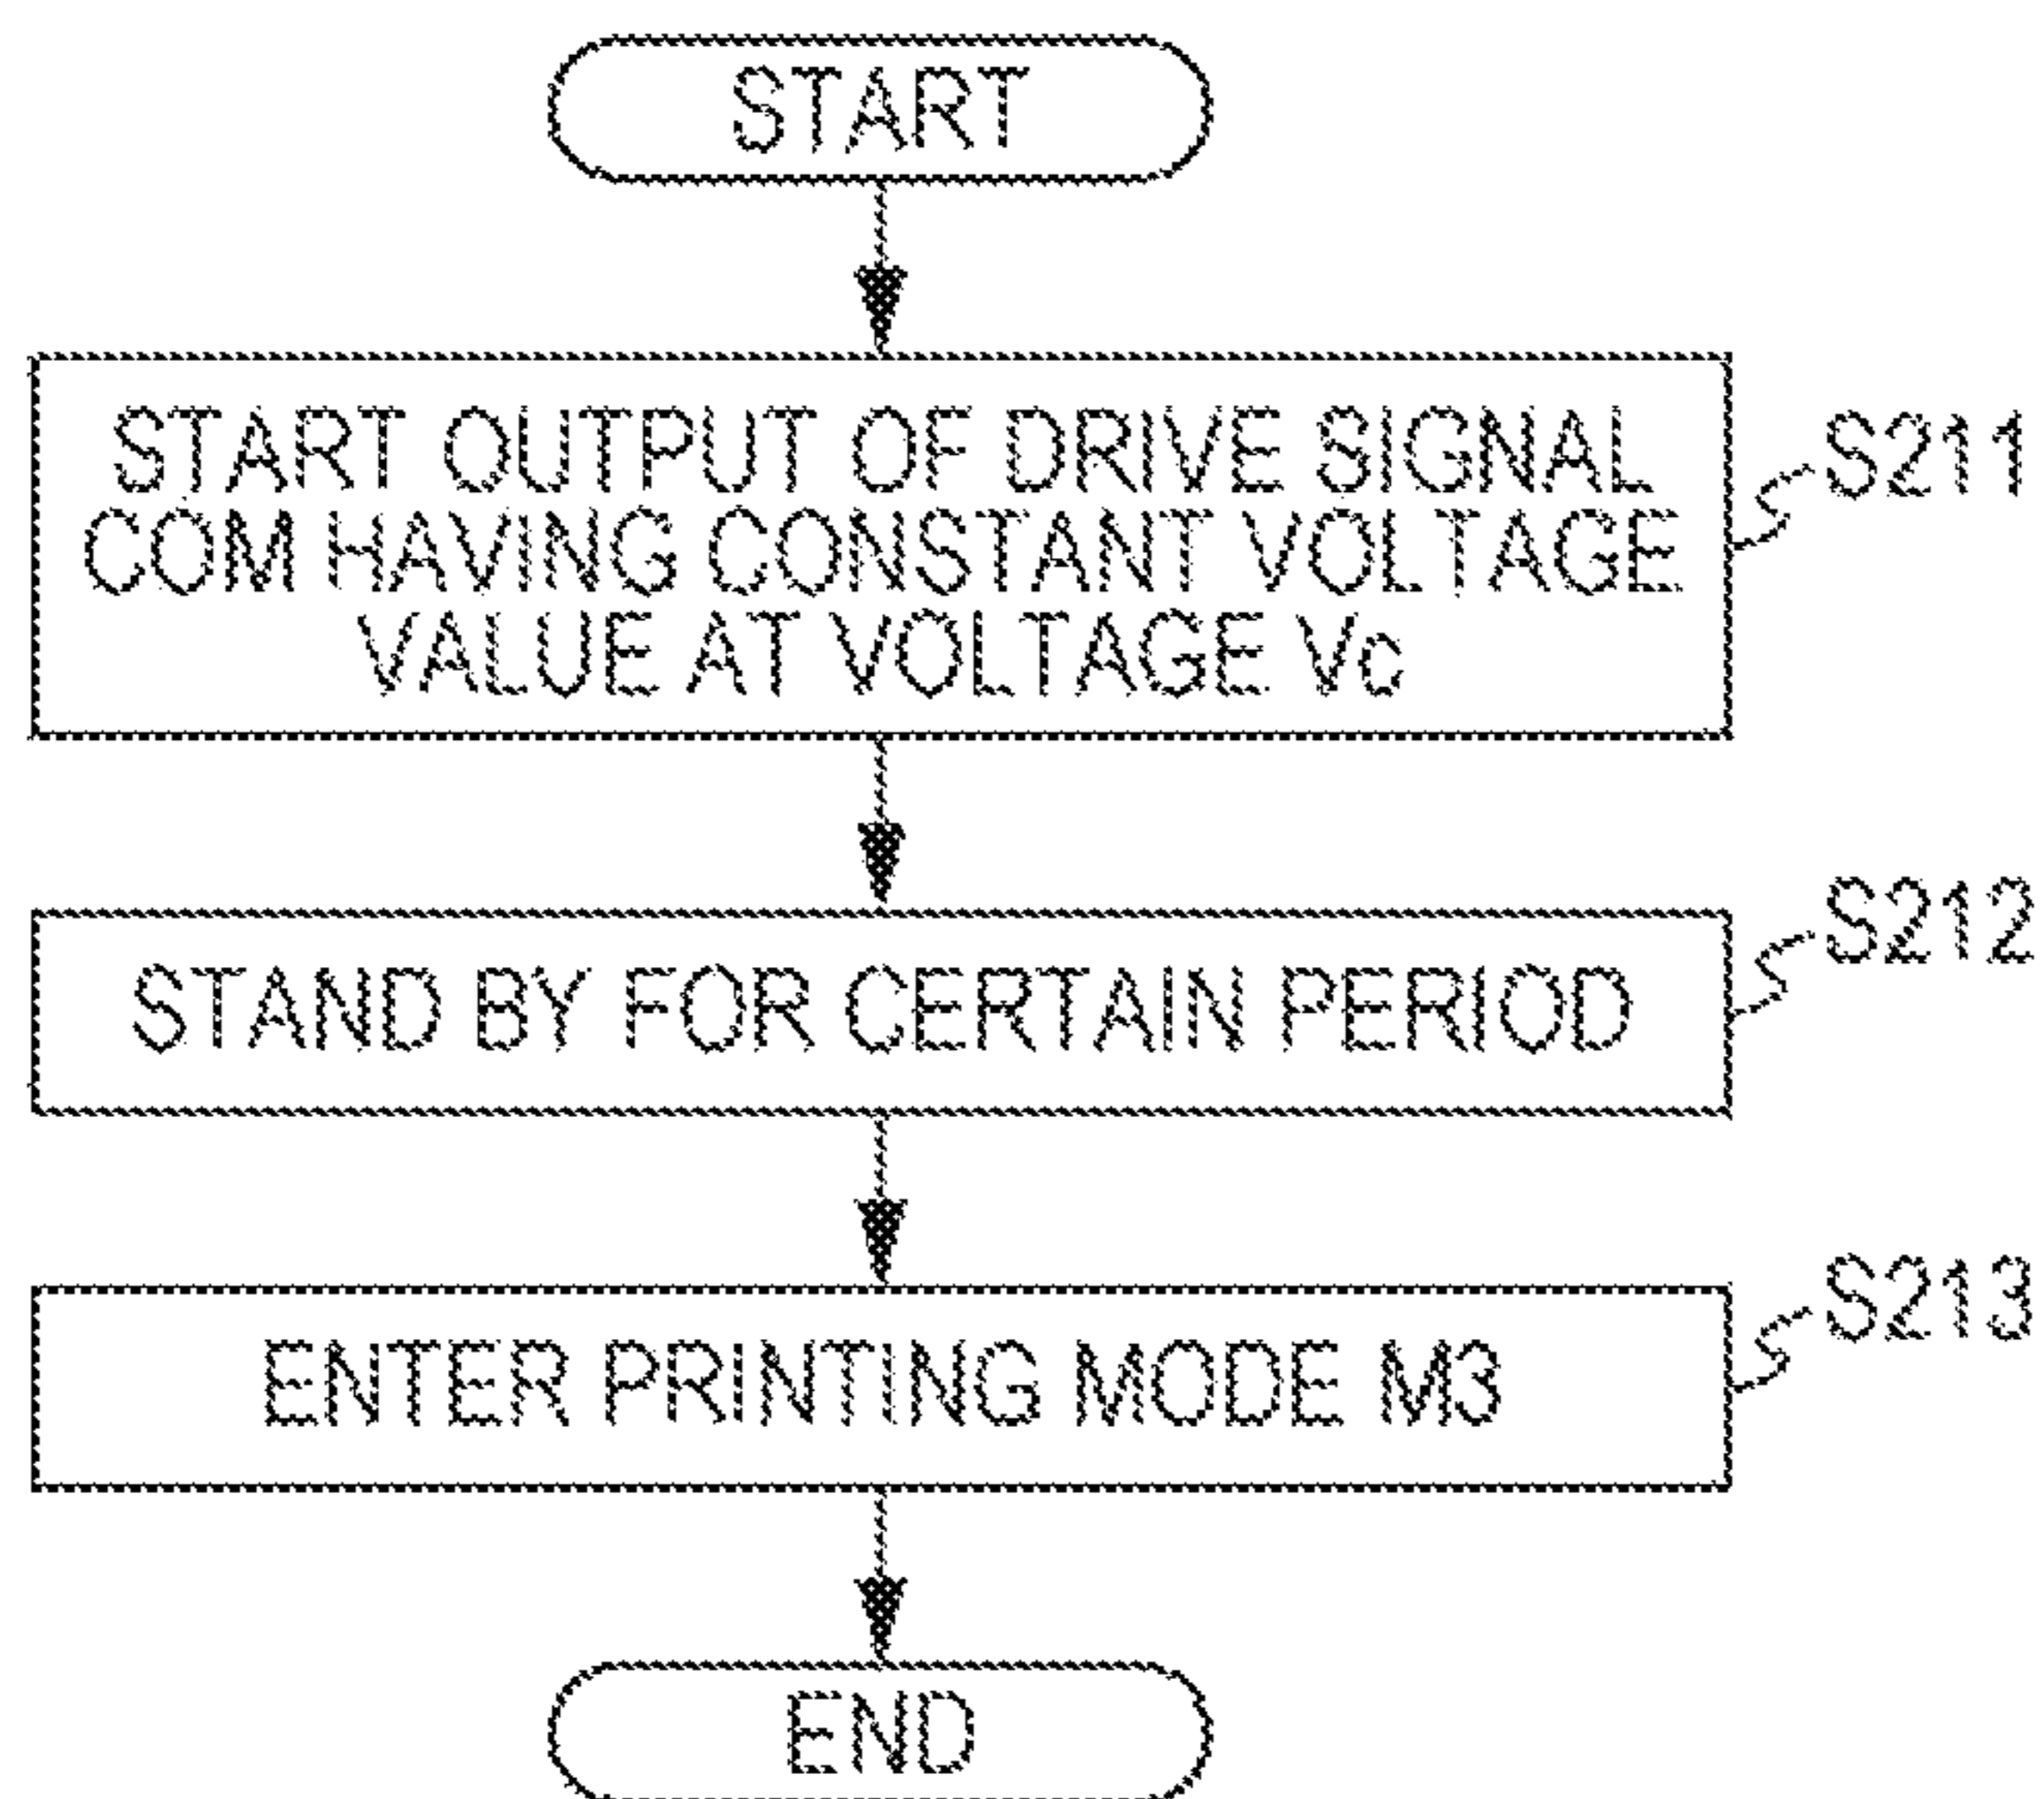 START
START OUTPUT OF DRIVE SIGNAL
COM HAVING CONSTANT VOLTAGE
VALUE AT VOLTAGE Vc
S211
STAND BY FOR CERTAIN PERIOD
S212
ENTER PRINTING MODE M3
S213
END